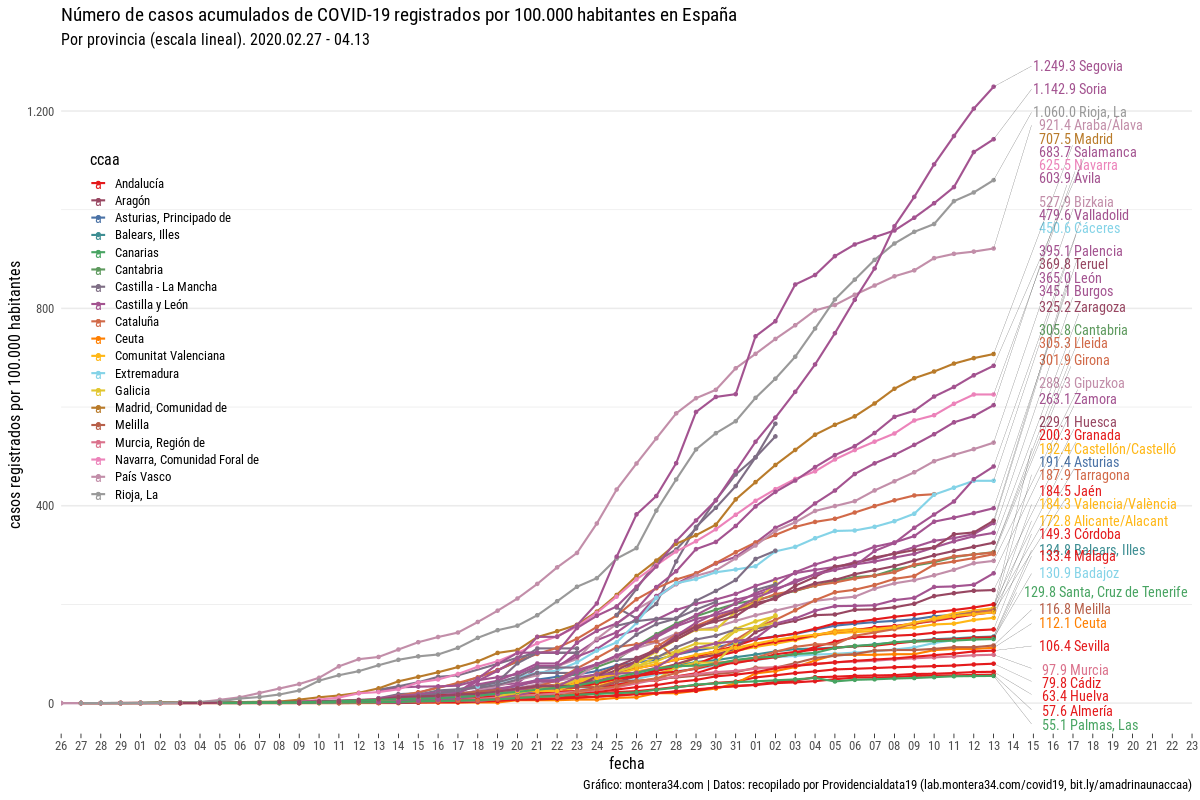 Número de casos acumulados de COVID-19 registrados por 100.000 habitantes en España
Por provincia (escala lineal). 2020.02.27 - 04.13
casos registrados por 100.000 habitantes
1.200
800
400
0
ccaa
Andalucía
Aragón
Asturias, Principado de
Balears, Illes
Canarias
Cantabria
Castilla - La Mancha
Castilla y León
Cataluña
Ceuta
Comunitat Valenciana
Extremadura
Galicia
Madrid, Comunidad de
Melilla
Murcia, Región de
Navarra, Comunidad Foral de
País Vasco
Rioja, La
1.249.3 Segovia
1.142.9 Soria
1.060.0 Rioja, La
921.4 Araba/Álava
707.5 Madrid
683.7 Salamanca
625.5 Navarra
603.9 Ávila
527.9 Bizkaia
479.6 Valladolid
450.6 Cáceres
395.1 Palencia
369.8 Teruel
365.0 León
345.1 Burgos
325.2 Zaragoza
305.8 Cantabria
305.3 Lleida
301.9 Girona
288.3 Gipuzkoa
263.1 Zamora
229.1 Huesca
200.3 Granada
192.4 Castellón/Castelló
191.4 Asturias
187.9 Tarragona
184.5 Jaén
184.3 Valencia/València
172.8 Alicante/Alacant
149.3 Córdoba
134.8 Balears, Illes
133.4 Málaga
130.9 Badajoz
129.8 Santa, Cruz de Tenerife
116.8 Melilla
112.1 Ceuta
106.4 Sevilla
97.9 Murcia
79.8 Cádiz
63.4 Huelva
57.6 Almería
55.1 Palmas, Las
26 27 28 29 01 02 03 04 05 06 07 08 09 10 11 12 13 14 15 16 17 18 19 20 21 22 23 24 25 26 27 28 29 30 31 01 02 03 04 05 06 07 08 09 10 11 12 13 14 15 16 17 18 19 20 21 22 23
fecha
Gráfico: montera34.com | Datos: recopilado por Providencialdata19 (lab.montera34.com/covid19, bit.ly/amadrinaunaccaa)